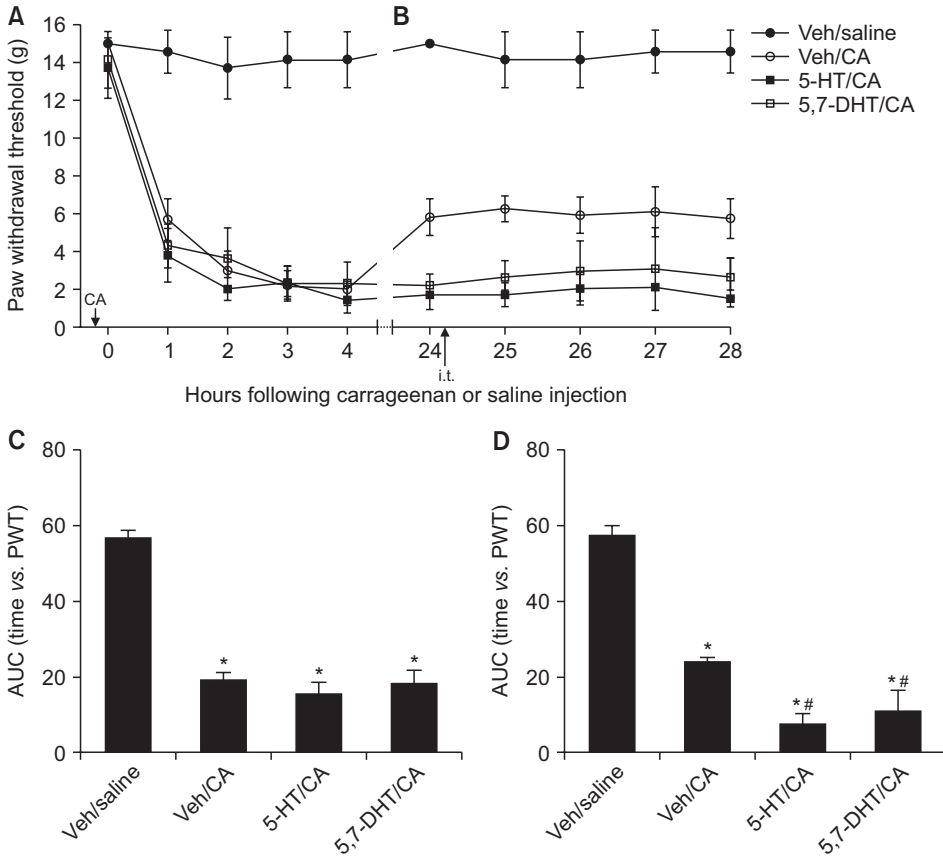 A
B
Paw withdrawal threshold (g)
16
14
12
10
8
6
4
2
0
CA
0 1 2 3 4 24 25 26 27 28
i.t.
Hours following carrageenan or saline injection
Veh/saline
Veh/CA
5-HT/CA
5,7-DHT/CA
C
AUC (time vs. PWT)
80
60
40
20
0
* * *
Veh/saline Veh/CA 5-HT/CA 5,7-DHT/CA
D
AUC (time vs. PWT)
80
60
40
20
0
* *# *#
Veh/saline Veh/CA 5-HT/CA 5,7-DHT/CA